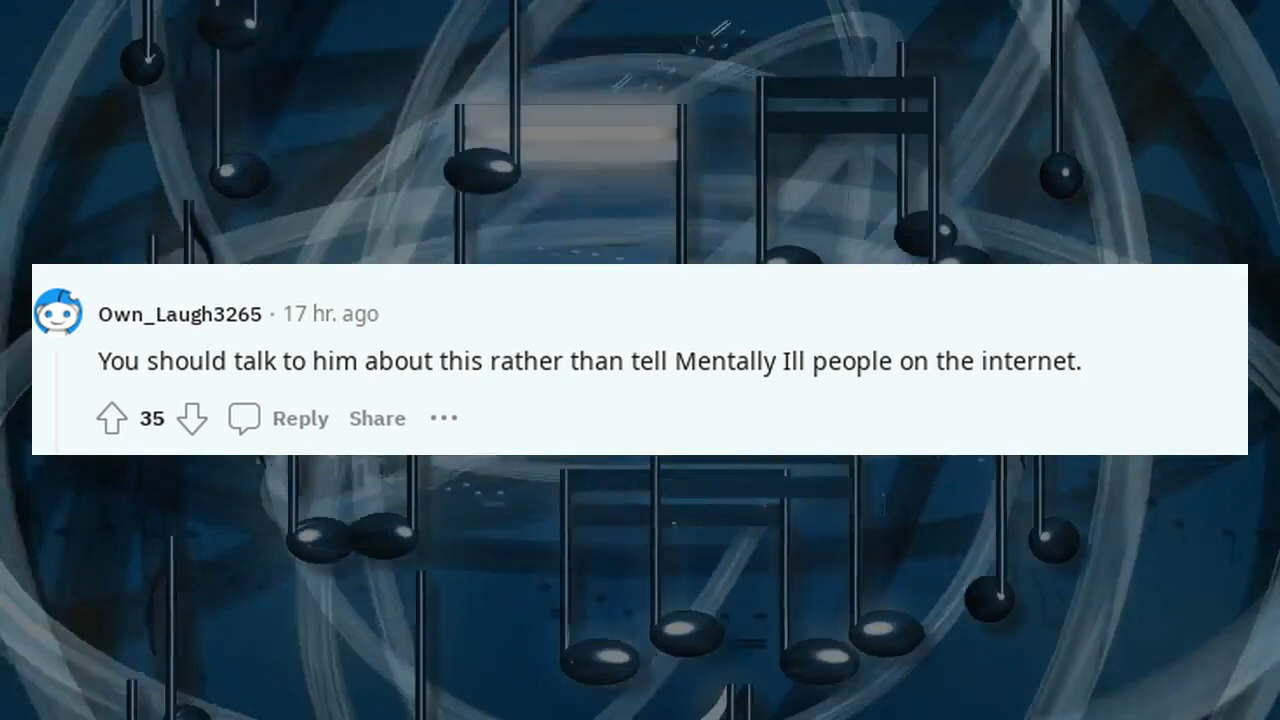 Own_Laugh3265 · 17 hr. ago
You should talk to him about this rather than tell Mentally Ill people on the internet.
35 Reply Share ···